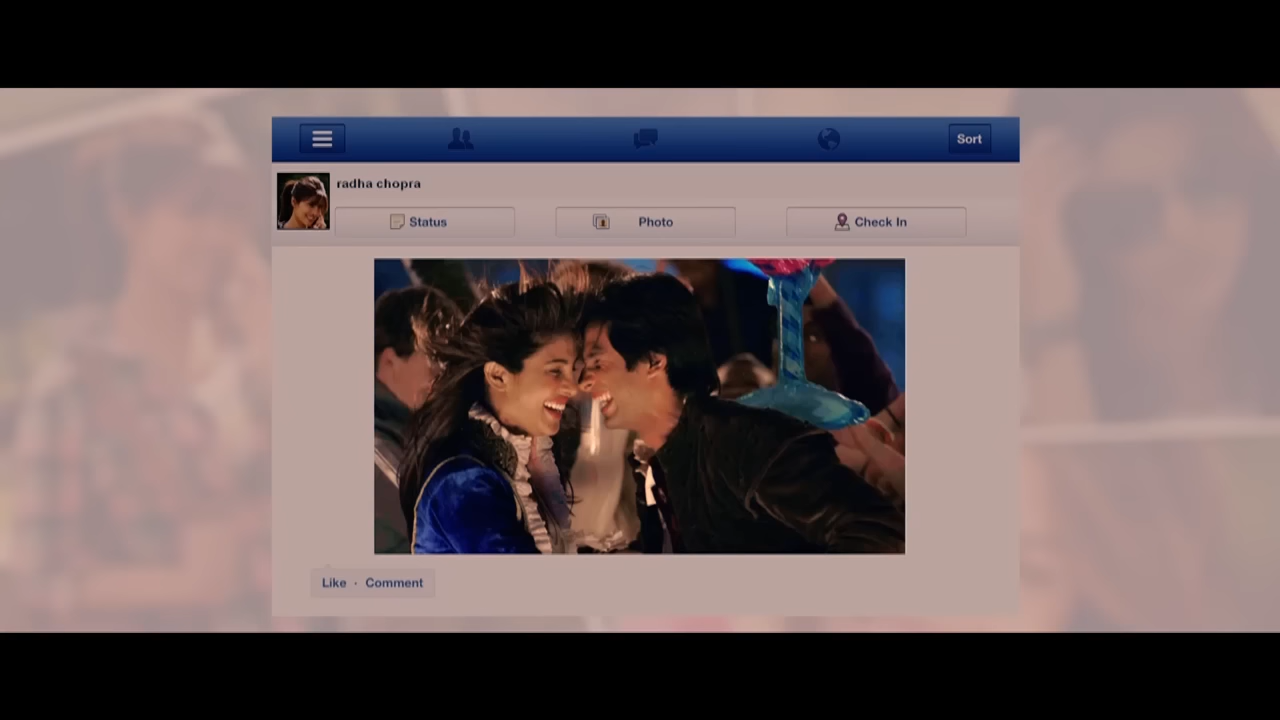 Sort
radha chopra
Status
Photo
Check In
Like · Comment